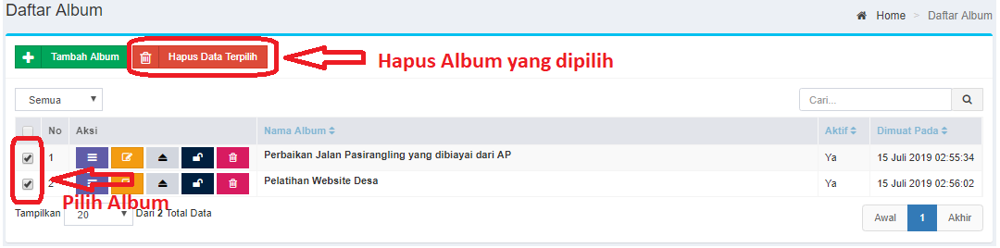 Daftar Album
Home > Daftar Album
Tambah Album
Hapus Data Terpilih
Hapus Album yang dipilih
Semua
Cari...
No Aksi Nama Album Aktif Dimuat Pada
1 Perbaikan Jalan Pasirangling yang dibiayai dari AP Ya 15 Juli 2019 02:55:34
2 Pelatihan Website Desa Ya 15 Juli 2019 02:56:02
Pilih Album
Tampilkan 20 Dari 2 Total Data
Awal 1 Akhir